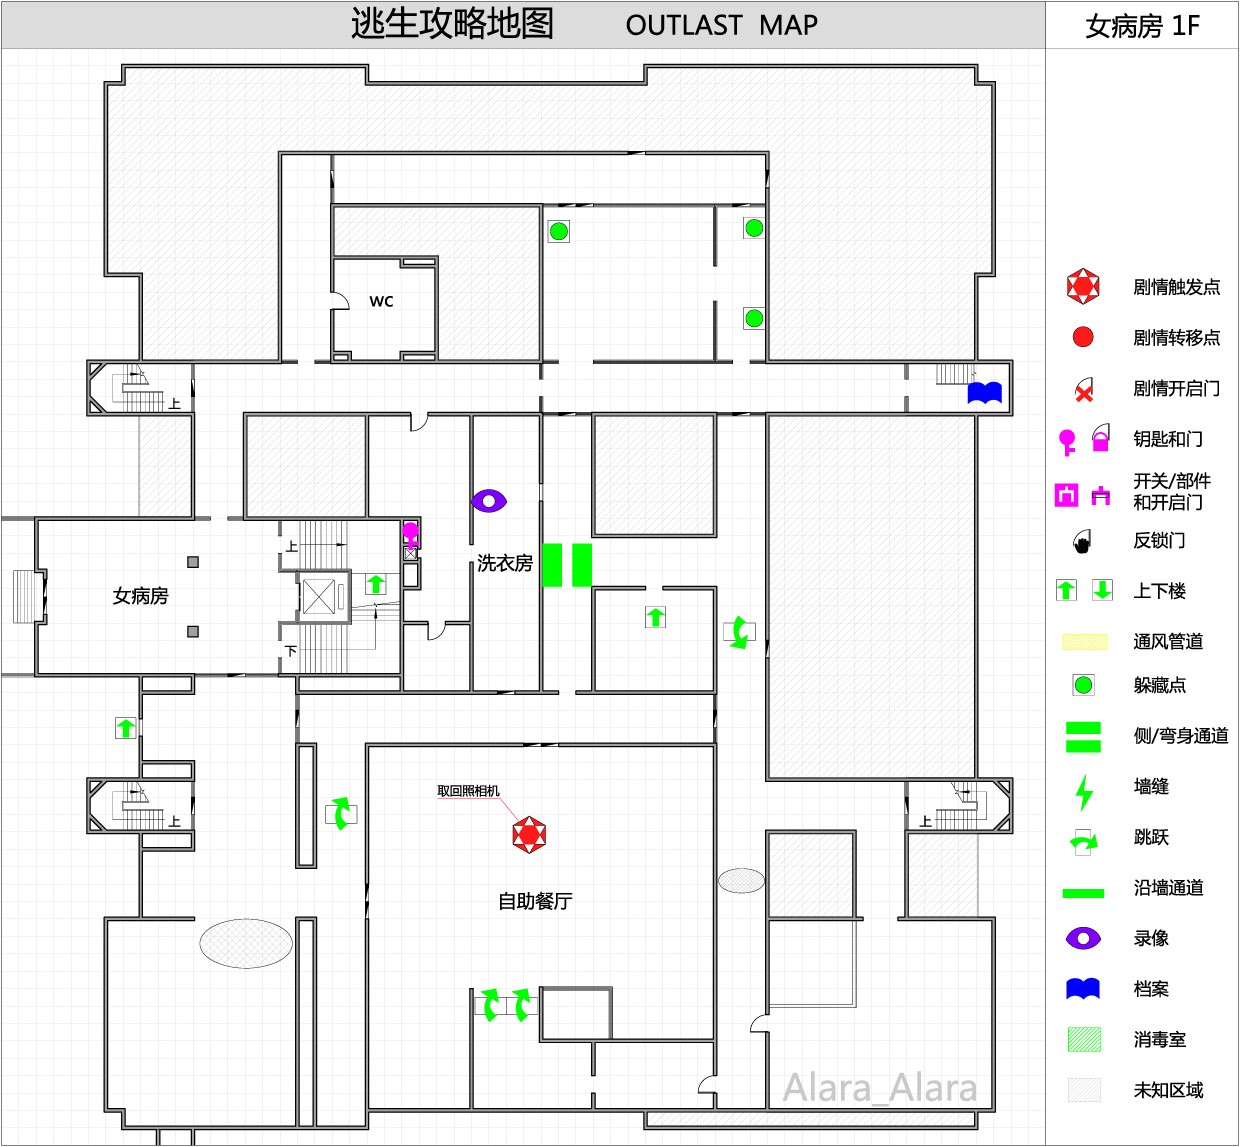 逃生攻略地图 OUTLAST MAP
女病房 1F
WC
上
上
洗衣房
女病房
下
上
取回照相机
上
自助餐厅
Alara_Alara
剧情触发点
剧情转移点
剧情开启门
钥匙和门
开关/部件
和开启门
反锁门
上下楼
通风管道
躲藏点
侧/弯身通道
墙缝
跳跃
沿墙通道
录像
档案
消毒室
未知区域